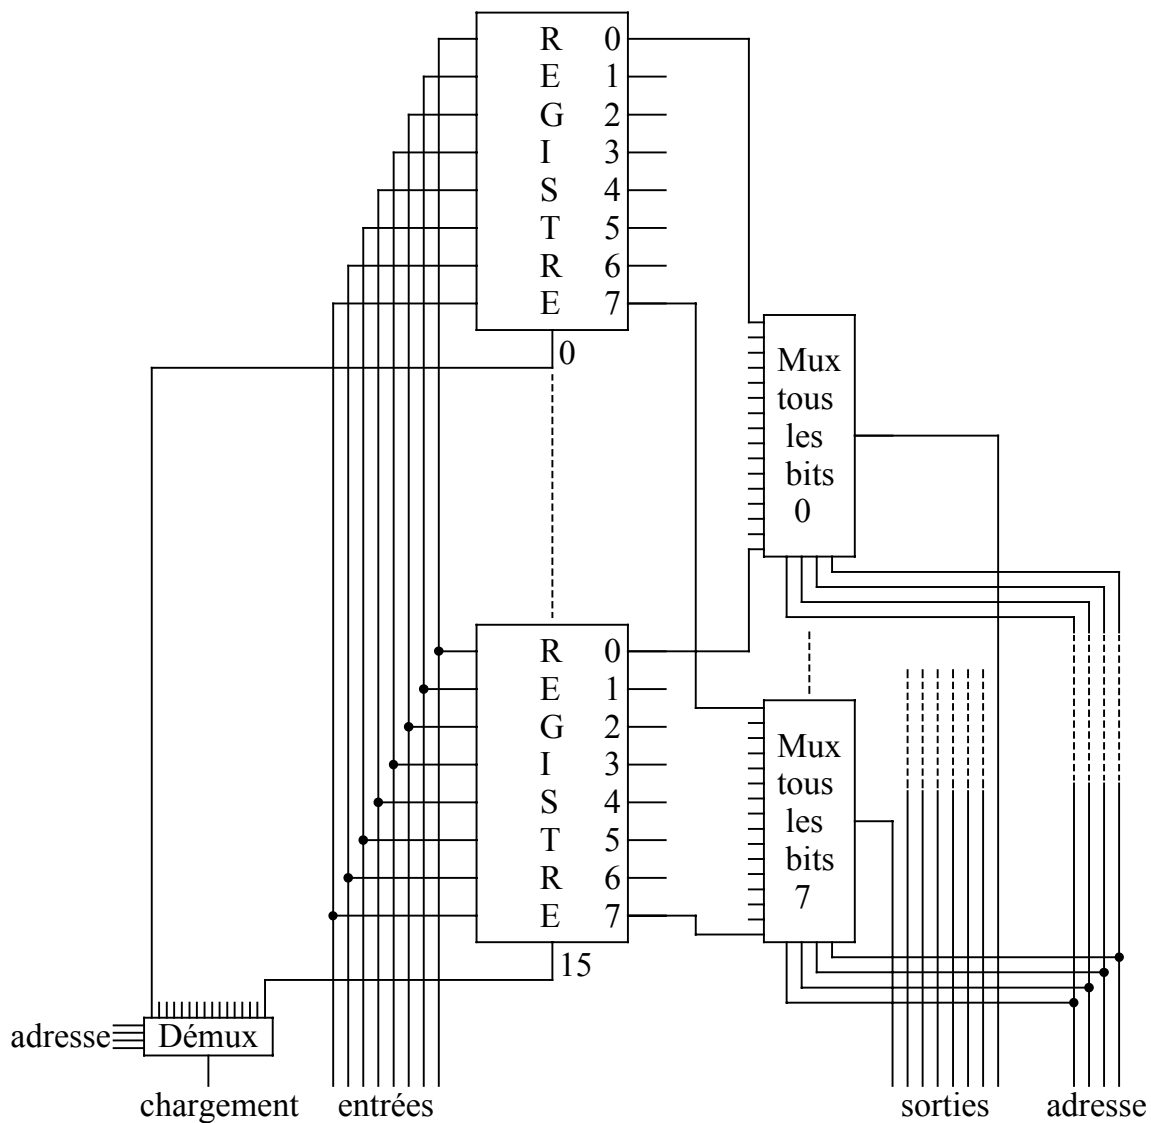 R 0
E 1
G 2
I 3
S 4
T 5
R 6
E 7
0
Mux
tous
les
bits
0
R 0
E 1
G 2
I 3
S 4
T 5
R 6
E 7
15
Mux
tous
les
bits
7
adresse
Démux
chargement
entrées
sorties
adresse